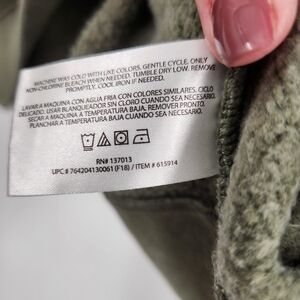 MACHINE WAS COLD WITH LIKE COLORS, GENTLE CYCLE. ONLY
NON-CHLORINE BLEACH WHEN NEEDED. TUMBLE DRY LOW. REMOVE
PROMPTLY, COOL IRON IF NEEDED.
LAVAR A MAQUINA CON AGUA FRIA CON COLORES SIMILARES. CICLO
DELICADO. USAR BLANQUEADOR SIN CLORO CUANDO SEA NECESARIO.
SECAR A MAQUINA A TEMPERATURA BAJA. REMOVER PRONTO.
PLANCHAR A TEMPERATURA BAJA CUANDO SEA NECESARIO.
RN# 137013
UPC # 764204130061 (F18) / ITEM # 615914